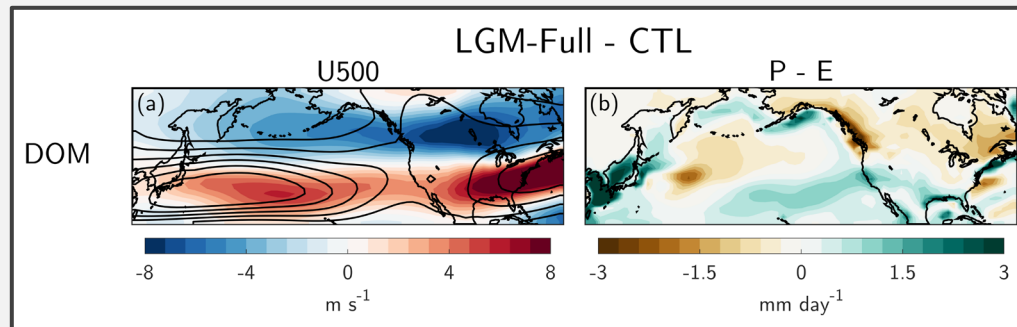 LGM-Full - CTL
U500
P - E
(a)
(b)
DOM
-8 -4 0 4 8
-3 -1.5 0 1.5 3
m s⁻¹
mm day⁻¹